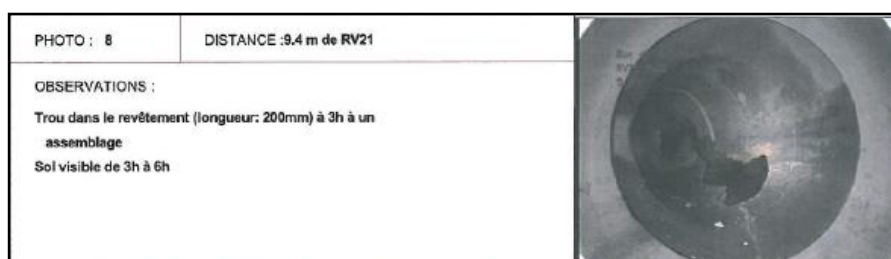 PHOTO : 8
DISTANCE :9.4 m de RV21
OBSERVATIONS :
Trou dans le revêtement (longueur: 200mm) à 3h à un
assemblage
Sol visible de 3h à 6h